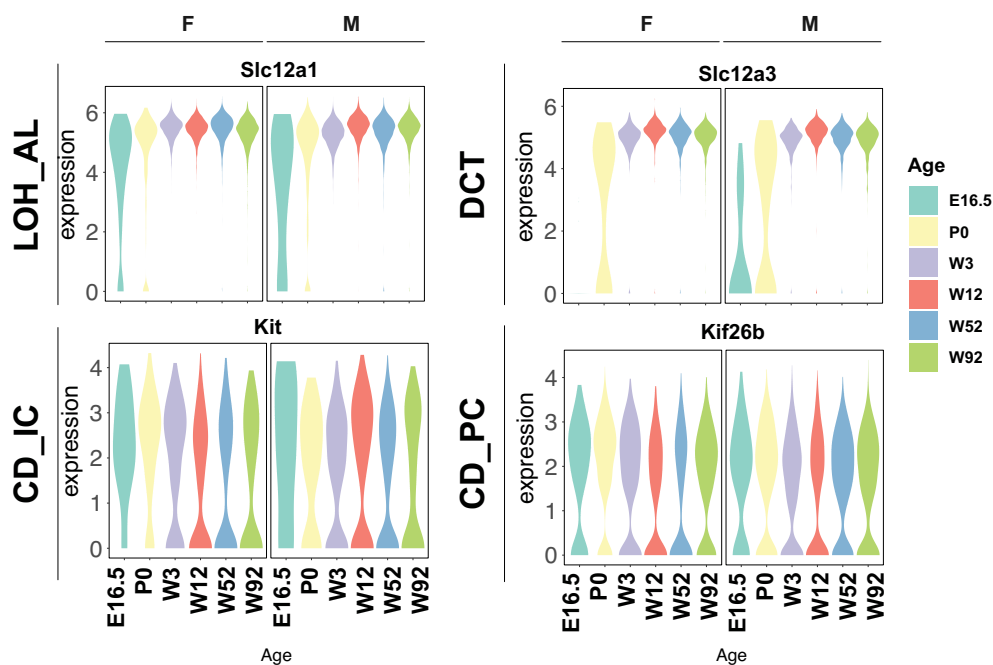 F
M
F
M
LOH_AL
Slc12a1
expression
6
4
2
0
DCT
Slc12a3
expression
6
4
2
0
Age
E16.5
P0
W3
W12
W52
W92
CD_IC
Kit
expression
4
3
2
1
0
E16.5
P0
W3
W12
W52
W92
E16.5
P0
W3
W12
W52
W92
Age
CD_PC
Kif26b
expression
4
3
2
1
0
E16.5
P0
W3
W12
W52
W92
E16.5
P0
W3
W12
W52
W92
Age